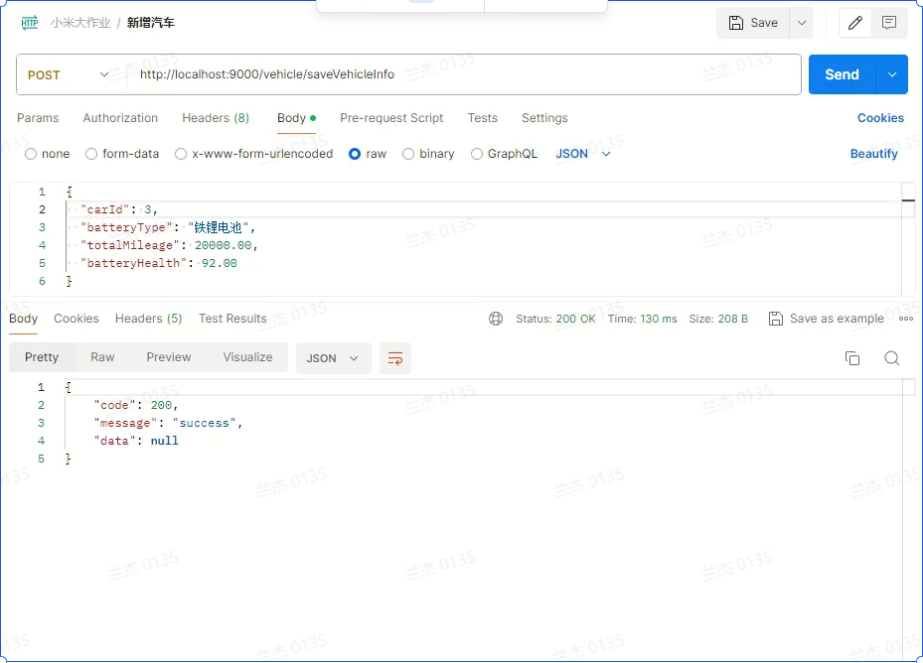 HTTP 小米大作业 / 新增汽车
Save
POST http://localhost:9000/vehicle/saveVehicleInfo Send
Params Authorization Headers (8) Body Pre-request Script Tests Settings Cookies
none form-data x-www-form-urlencoded raw binary GraphQL JSON Beautify
1 {
2 "carId": 3,
3 "batteryType": "铁锂电池",
4 "totalMileage": 20000.00,
5 "batteryHealth": 92.00
6 }
Body Cookies Headers (5) Test Results Status: 200 OK Time: 130 ms Size: 208 B Save as example
Pretty Raw Preview Visualize JSON
1 {
2 "code": 200,
3 "message": "success",
4 "data": null
5 }
兰杰 0135